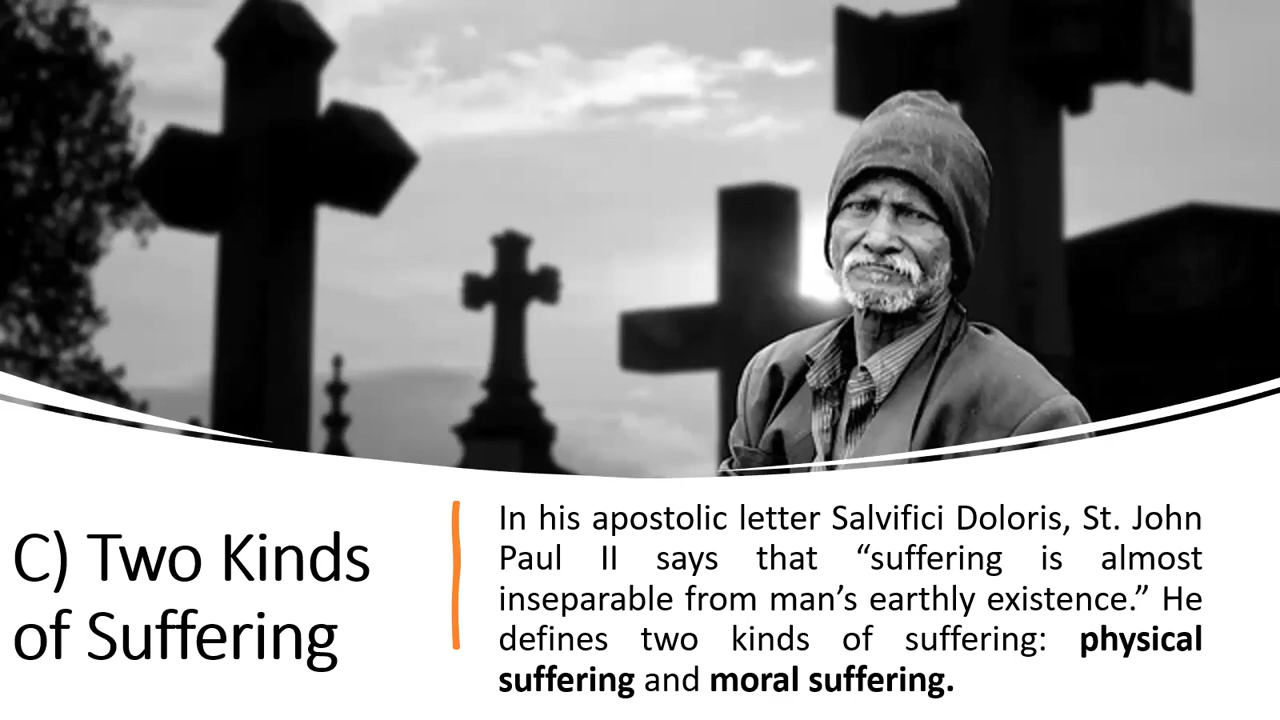 C) Two Kinds
of Suffering
In his apostolic letter Salvifici Doloris, St. John
Paul II says that “suffering is almost
inseparable from man’s earthly existence.” He
defines two kinds of suffering: physical
suffering and moral suffering.